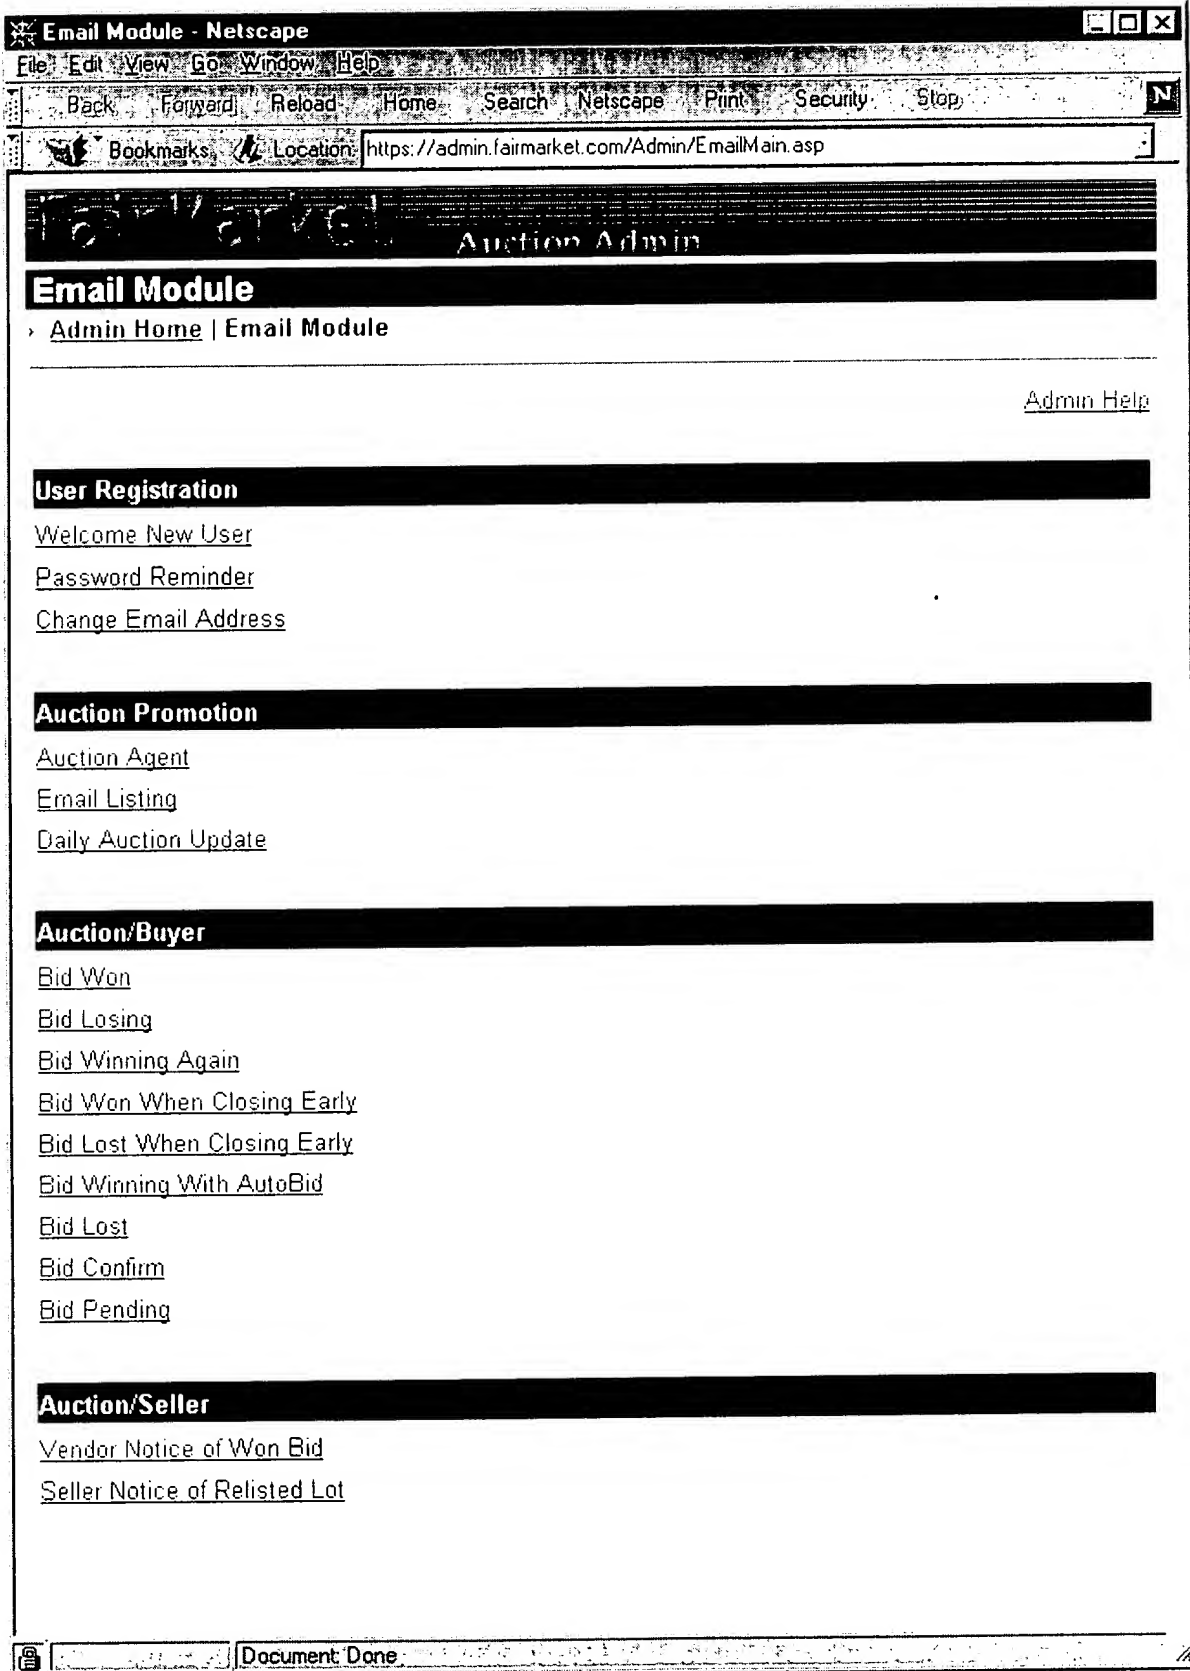 Email Module - Netscape
File Edit View Go Window Help
Back Forward Reload Home Search Netscape Print Security Stop
N
Bookmarks Location: https://admin.fairmarket.com/Admin/EmailMain.asp
FairMarket Auction Admin
Email Module
› Admin Home | Email Module
Admin Help
User Registration
Welcome New User
Password Reminder
Change Email Address
Auction Promotion
Auction Agent
Email Listing
Daily Auction Update
Auction/Buyer
Bid Won
Bid Losing
Bid Winning Again
Bid Won When Closing Early
Bid Lost When Closing Early
Bid Winning With AutoBid
Bid Lost
Bid Confirm
Bid Pending
Auction/Seller
Vendor Notice of Won Bid
Seller Notice of Relisted Lot
Document: Done